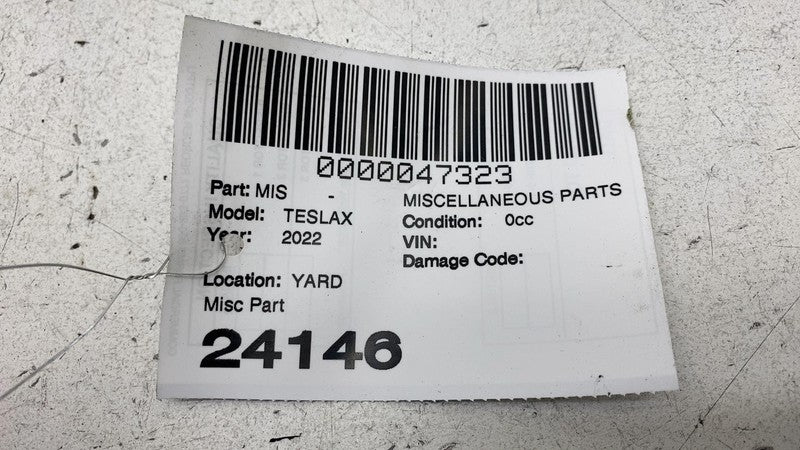 0000047323
Part: MIS - MISCELLANEOUS PARTS
Model: TESLAX Condition: 0cc
Year: 2022 VIN:
Damage Code:
Location: YARD
Misc Part
24146